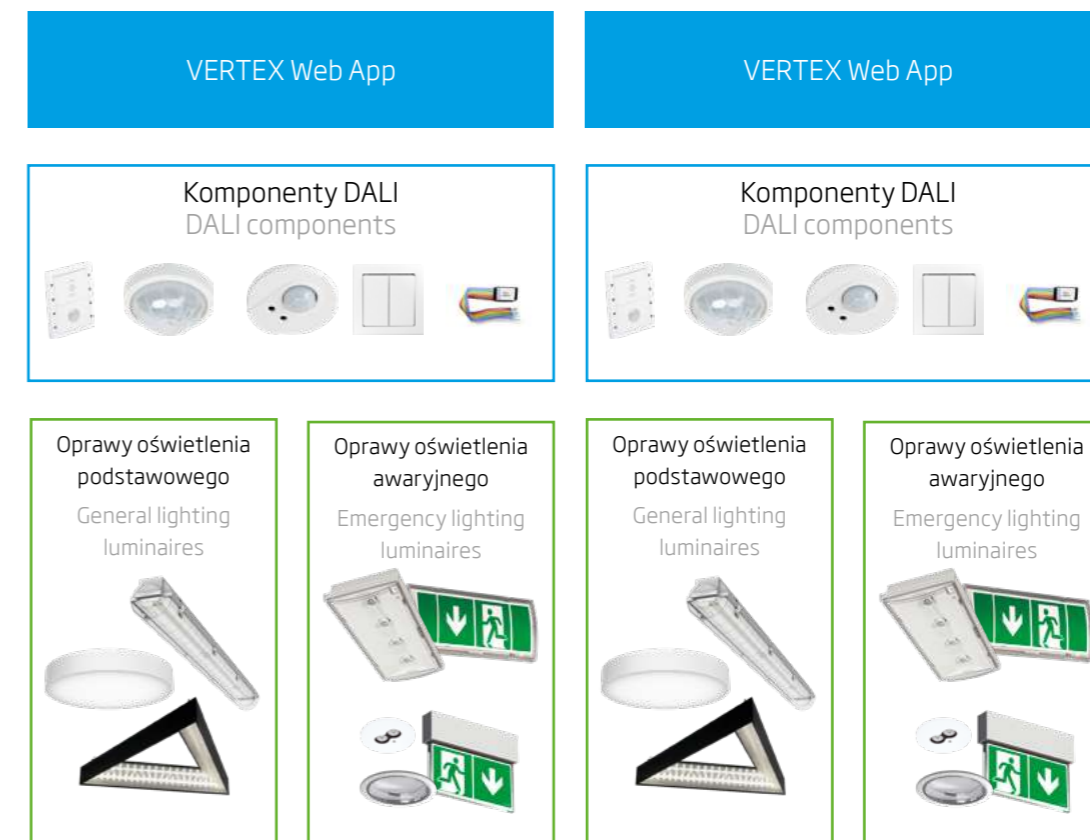 VERTEX Web App
VERTEX Web App
Komponenty DALI
DALI components
Komponenty DALI
DALI components
Oprawy oświetlenia
podstawowego
General lighting
luminaires
Oprawy oświetlenia
awaryjnego
Emergency lighting
luminaires
Oprawy oświetlenia
podstawowego
General lighting
luminaires
Oprawy oświetlenia
awaryjnego
Emergency lighting
luminaires